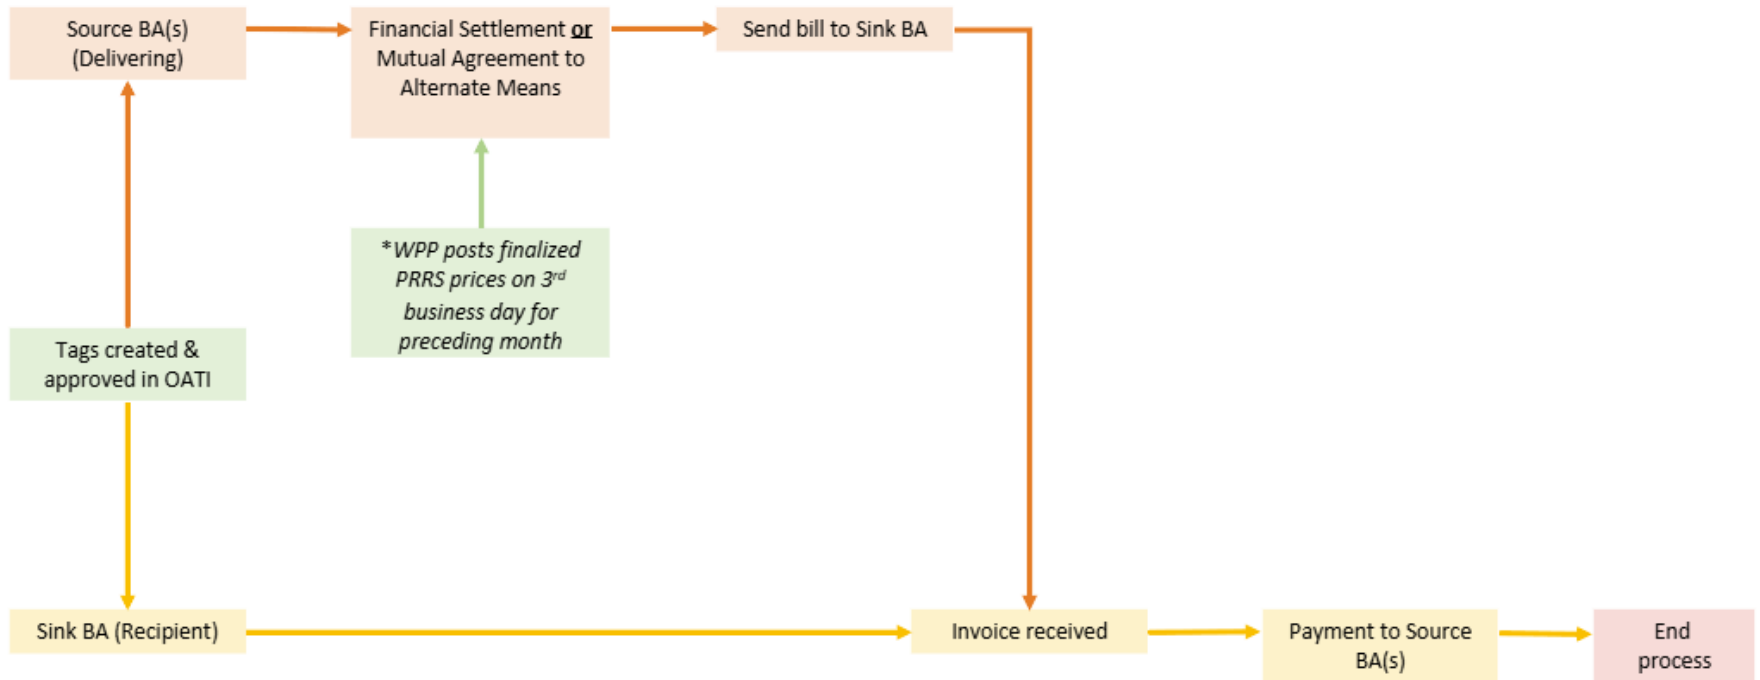 Source BA(s)
(Delivering)
Financial Settlement or
Mutual Agreement to
Alternate Means
Send bill to Sink BA
*WPP posts finalized
PRRS prices on 3rd
business day for
preceding month
Tags created &
approved in OATI
Sink BA (Recipient)
Invoice received
Payment to Source
BA(s)
End
process